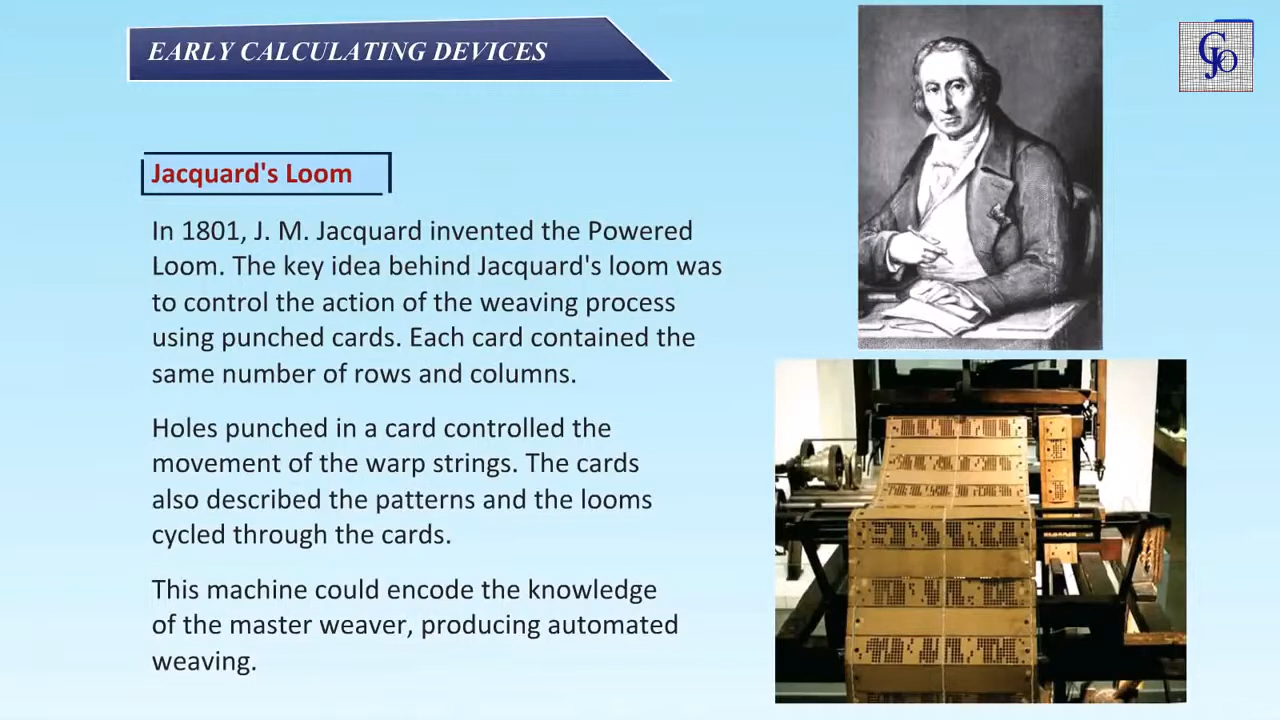 EARLY CALCULATING DEVICES
GJO
Jacquard's Loom
In 1801, J. M. Jacquard invented the Powered
Loom. The key idea behind Jacquard's loom was
to control the action of the weaving process
using punched cards. Each card contained the
same number of rows and columns.
Holes punched in a card controlled the
movement of the warp strings. The cards
also described the patterns and the looms
cycled through the cards.
This machine could encode the knowledge
of the master weaver, producing automated
weaving.